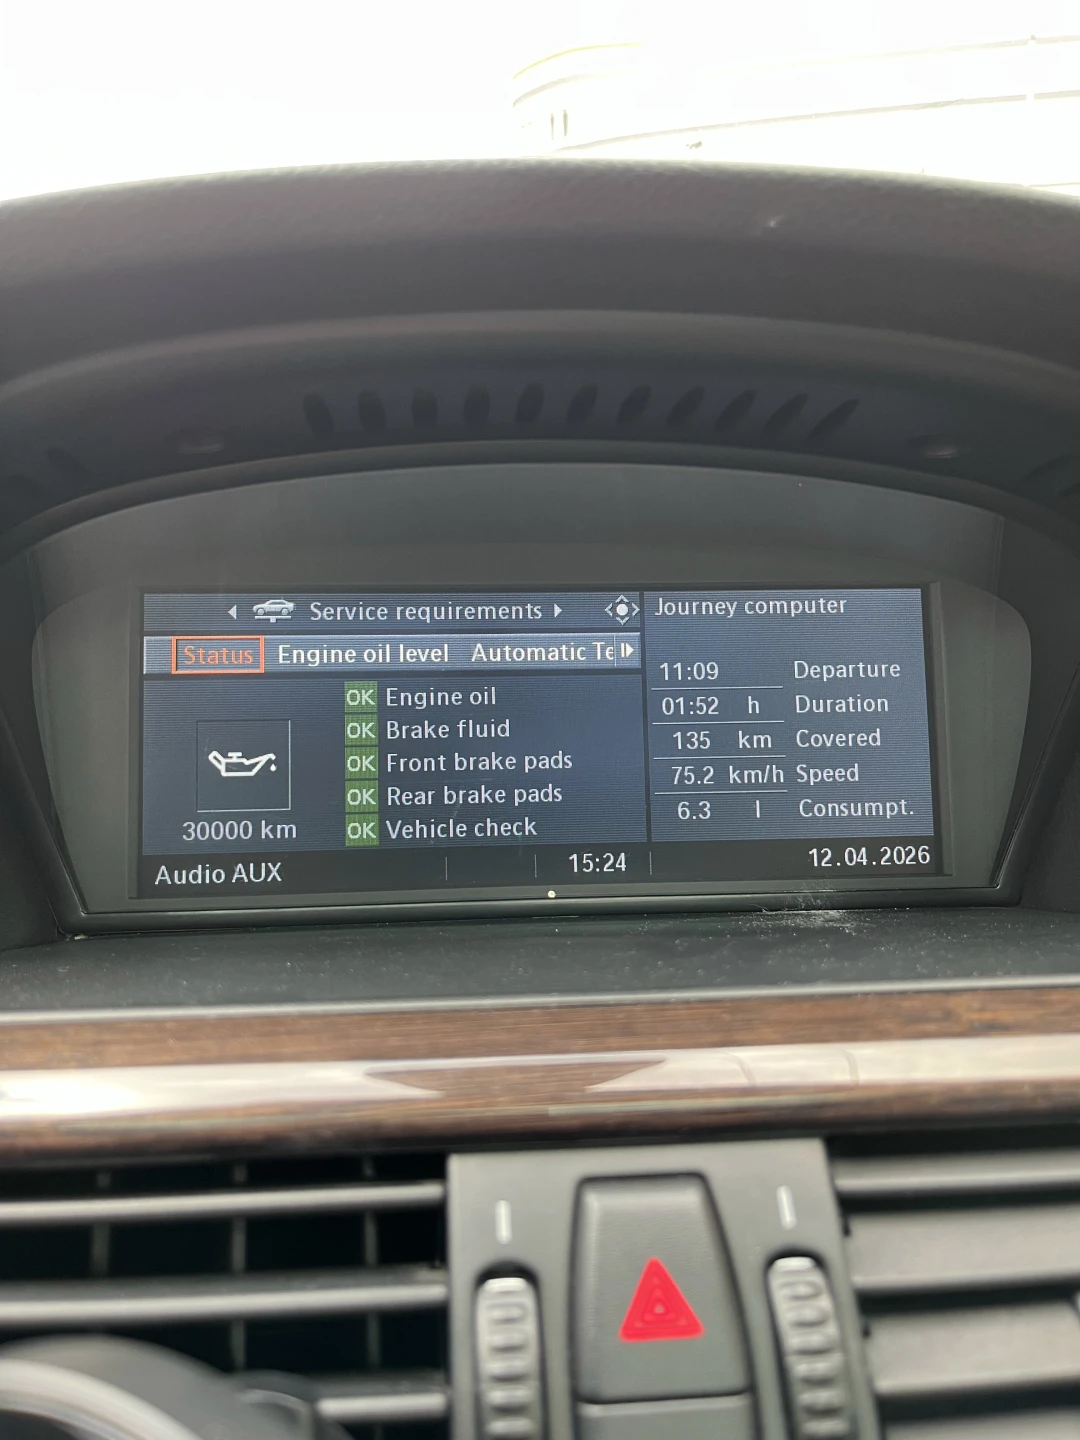 Service requirements
Status Engine oil level Automatic Te
OK Engine oil
OK Brake fluid
OK Front brake pads
OK Rear brake pads
OK Vehicle check
30000 km
Journey computer
11:09 Departure
01:52 h Duration
135 km Covered
75.2 km/h Speed
6.3 l Consumpt.
Audio AUX 15:24 12.04.2026